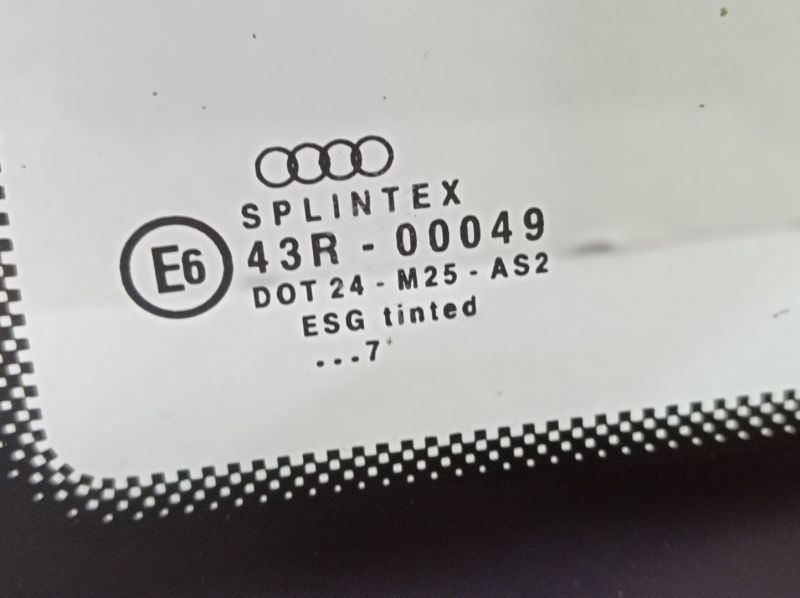 SPLINTEX
E6
43R - 00049
DOT 24 - M25 - AS2
ESG tinted
...7